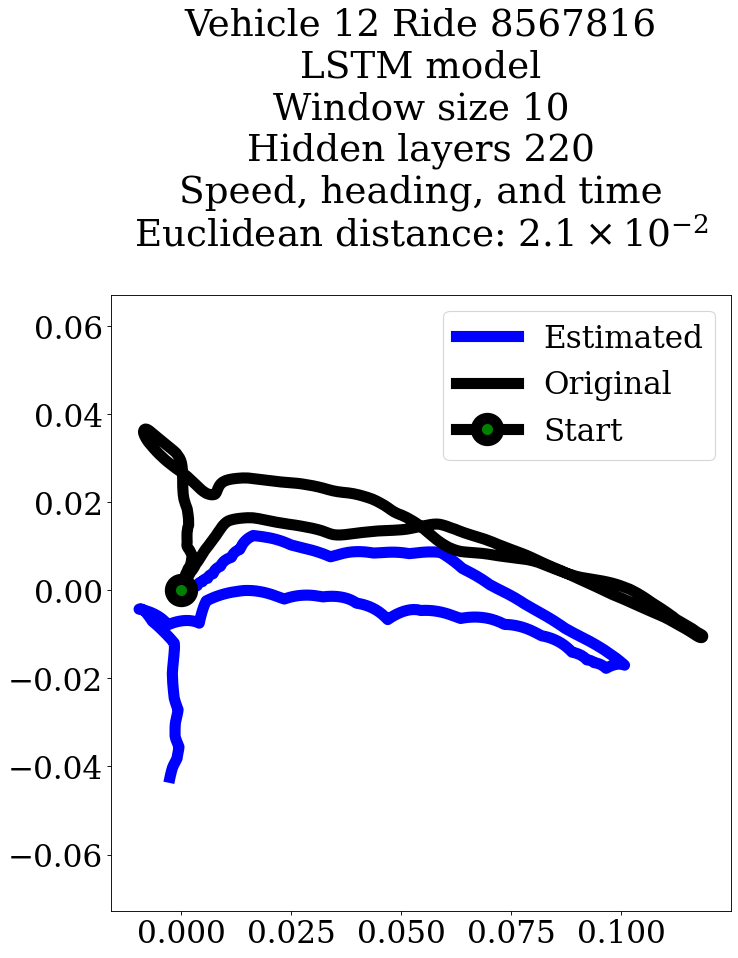 Vehicle 12 Ride 8567816
LSTM model
Window size 10
Hidden layers 220
Speed, heading, and time
Euclidean distance: 2.1 × 10⁻²
Estimated
Original
Start
0.06
0.04
0.02
0.00
−0.02
−0.04
−0.06
0.000 0.025 0.050 0.075 0.100